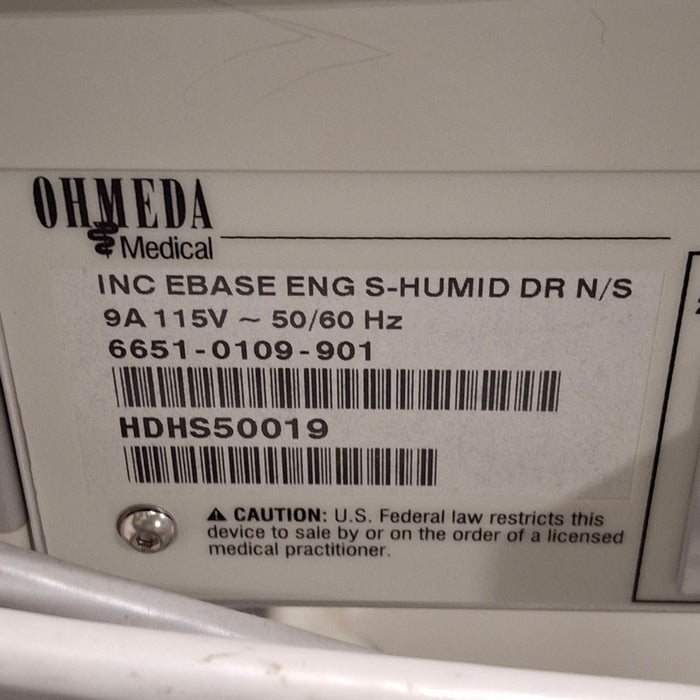 OHMEDA
Medical
INC EBASE ENG S-HUMID DR N/S
9A 115V ~ 50/60 Hz
6651-0109-901
HDHS50019
⚠ CAUTION: U.S. Federal law restricts this
device to sale by or on the order of a licensed
medical practitioner.